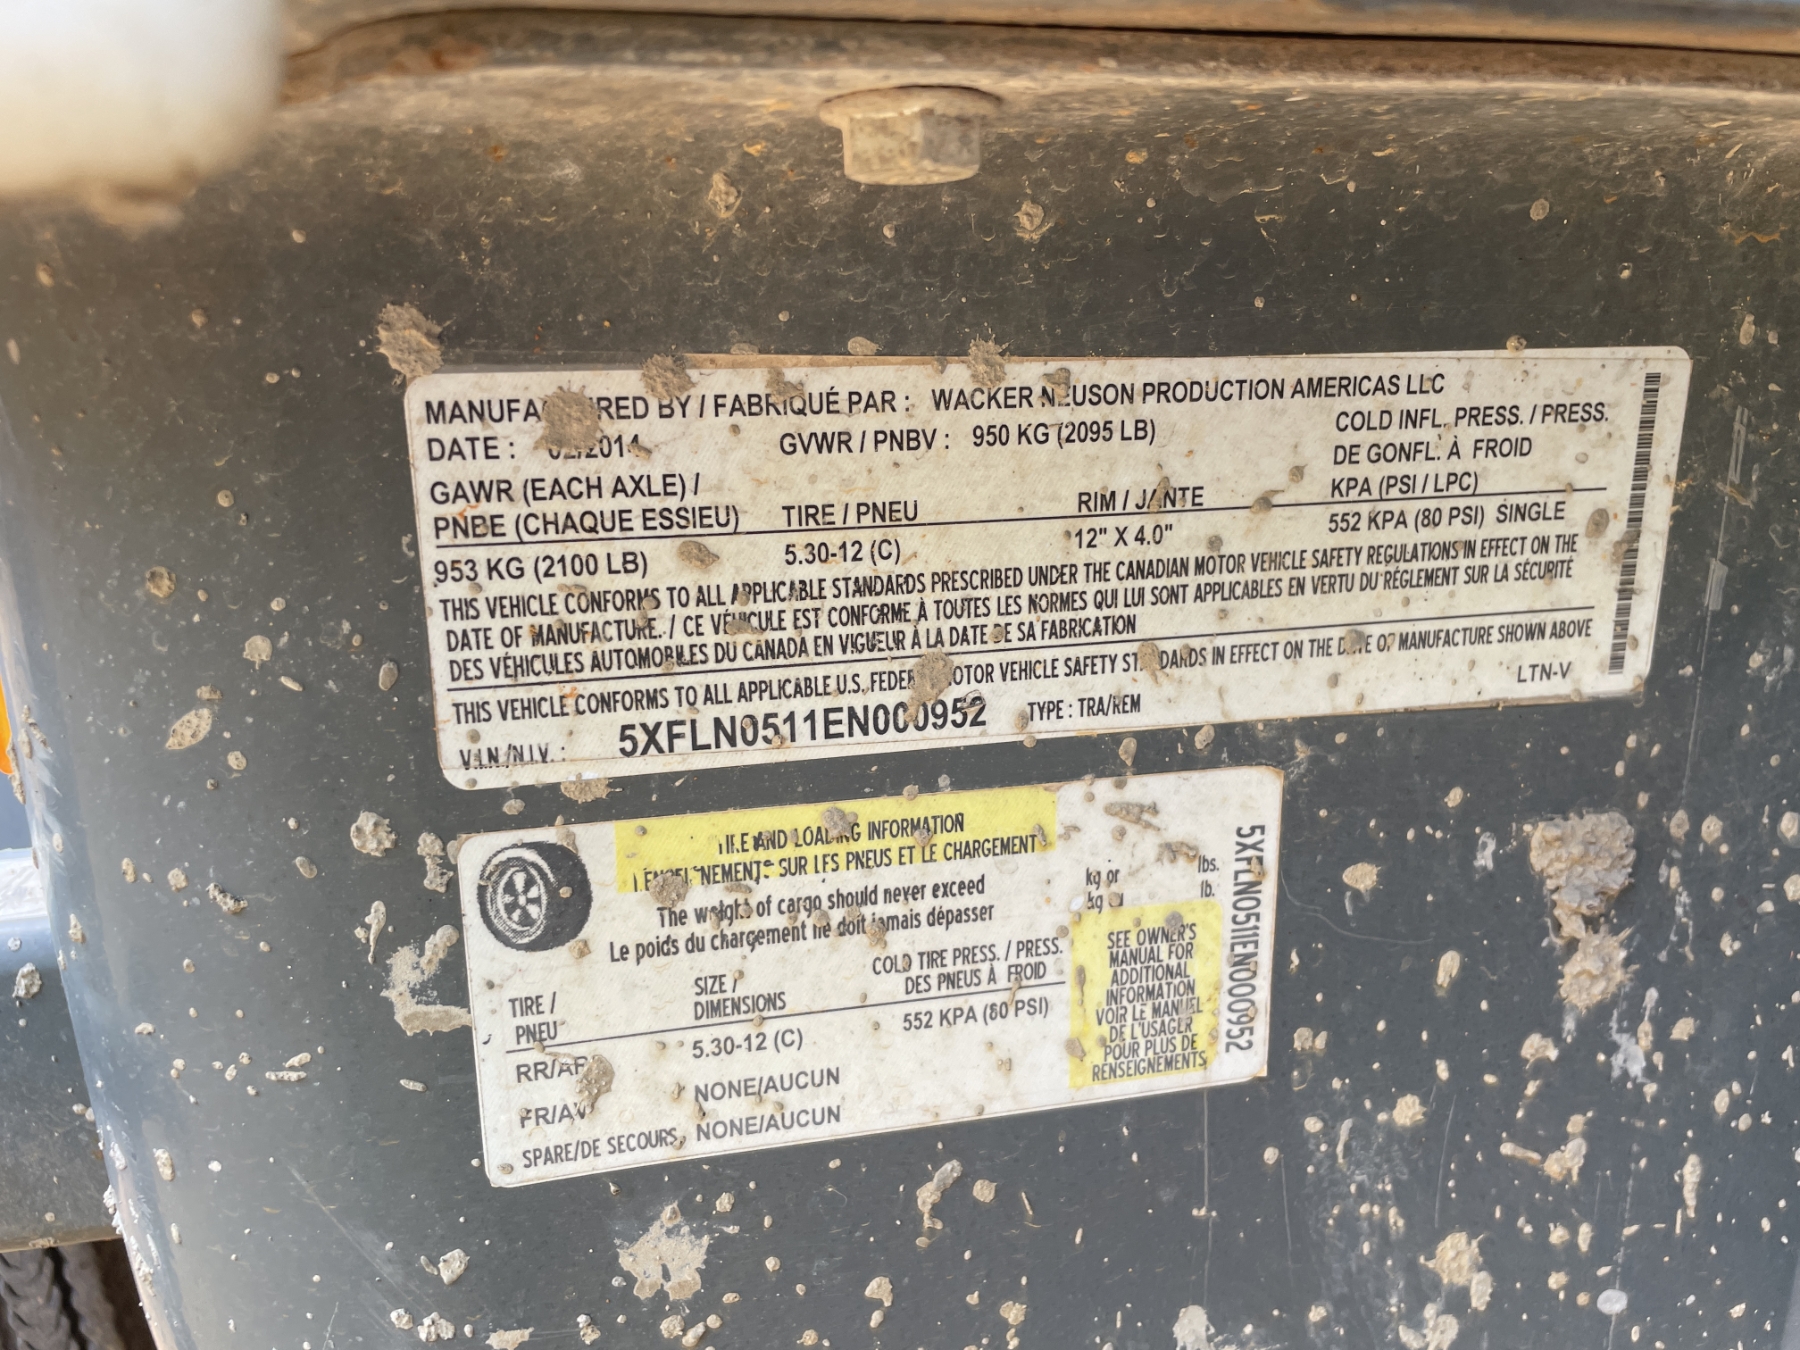 MANUFACTURED BY / FABRIQUÉ PAR : WACKER NEUSON PRODUCTION AMERICAS LLC
DATE : 02/2014 GVWR / PNBV : 950 KG (2095 LB) COLD INFL. PRESS. / PRESS.
DE GONFL. À FROID
GAWR (EACH AXLE) / KPA (PSI / LPC)
PNBE (CHAQUE ESSIEU) TIRE / PNEU RIM / JANTE
953 KG (2100 LB) 5.30-12 (C) 12" X 4.0" 552 KPA (80 PSI) SINGLE
THIS VEHICLE CONFORMS TO ALL APPLICABLE STANDARDS PRESCRIBED UNDER THE CANADIAN MOTOR VEHICLE SAFETY REGULATIONS IN EFFECT ON THE
DATE OF MANUFACTURE. / CE VÉHICULE EST CONFORME À TOUTES LES NORMES QUI LUI SONT APPLICABLES EN VERTU DU RÉGLEMENT SUR LA SÉCURITÉ
DES VÉHICULES AUTOMOBILES DU CANADA EN VIGUEUR À LA DATE DE SA FABRICATION
THIS VEHICLE CONFORMS TO ALL APPLICABLE U.S. FEDERAL MOTOR VEHICLE SAFETY STANDARDS IN EFFECT ON THE DATE OF MANUFACTURE SHOWN ABOVE
V.I.N./N.I.V. : 5XFLN0511EN000952 TYPE : TRA/REM LTN-V
TIRE AND LOADING INFORMATION
RENSEIGNEMENTS SUR LES PNEUS ET LE CHARGEMENT
The weight of cargo should never exceed kg or lbs.
Le poids du chargement ne doit jamais dépasser kg ou lb.
TIRE / SIZE / COLD TIRE PRESS. / PRESS.
PNEU DIMENSIONS DES PNEUS À FROID
RR/AR 5.30-12 (C) 552 KPA (80 PSI)
FR/AV NONE/AUCUN
SPARE/DE SECOURS, NONE/AUCUN
SEE OWNER'S
MANUAL FOR
ADDITIONAL
INFORMATION
VOIR LE MANUEL
DE L'USAGER
POUR PLUS DE
RENSEIGNEMENTS
5XFLN0511EN000952